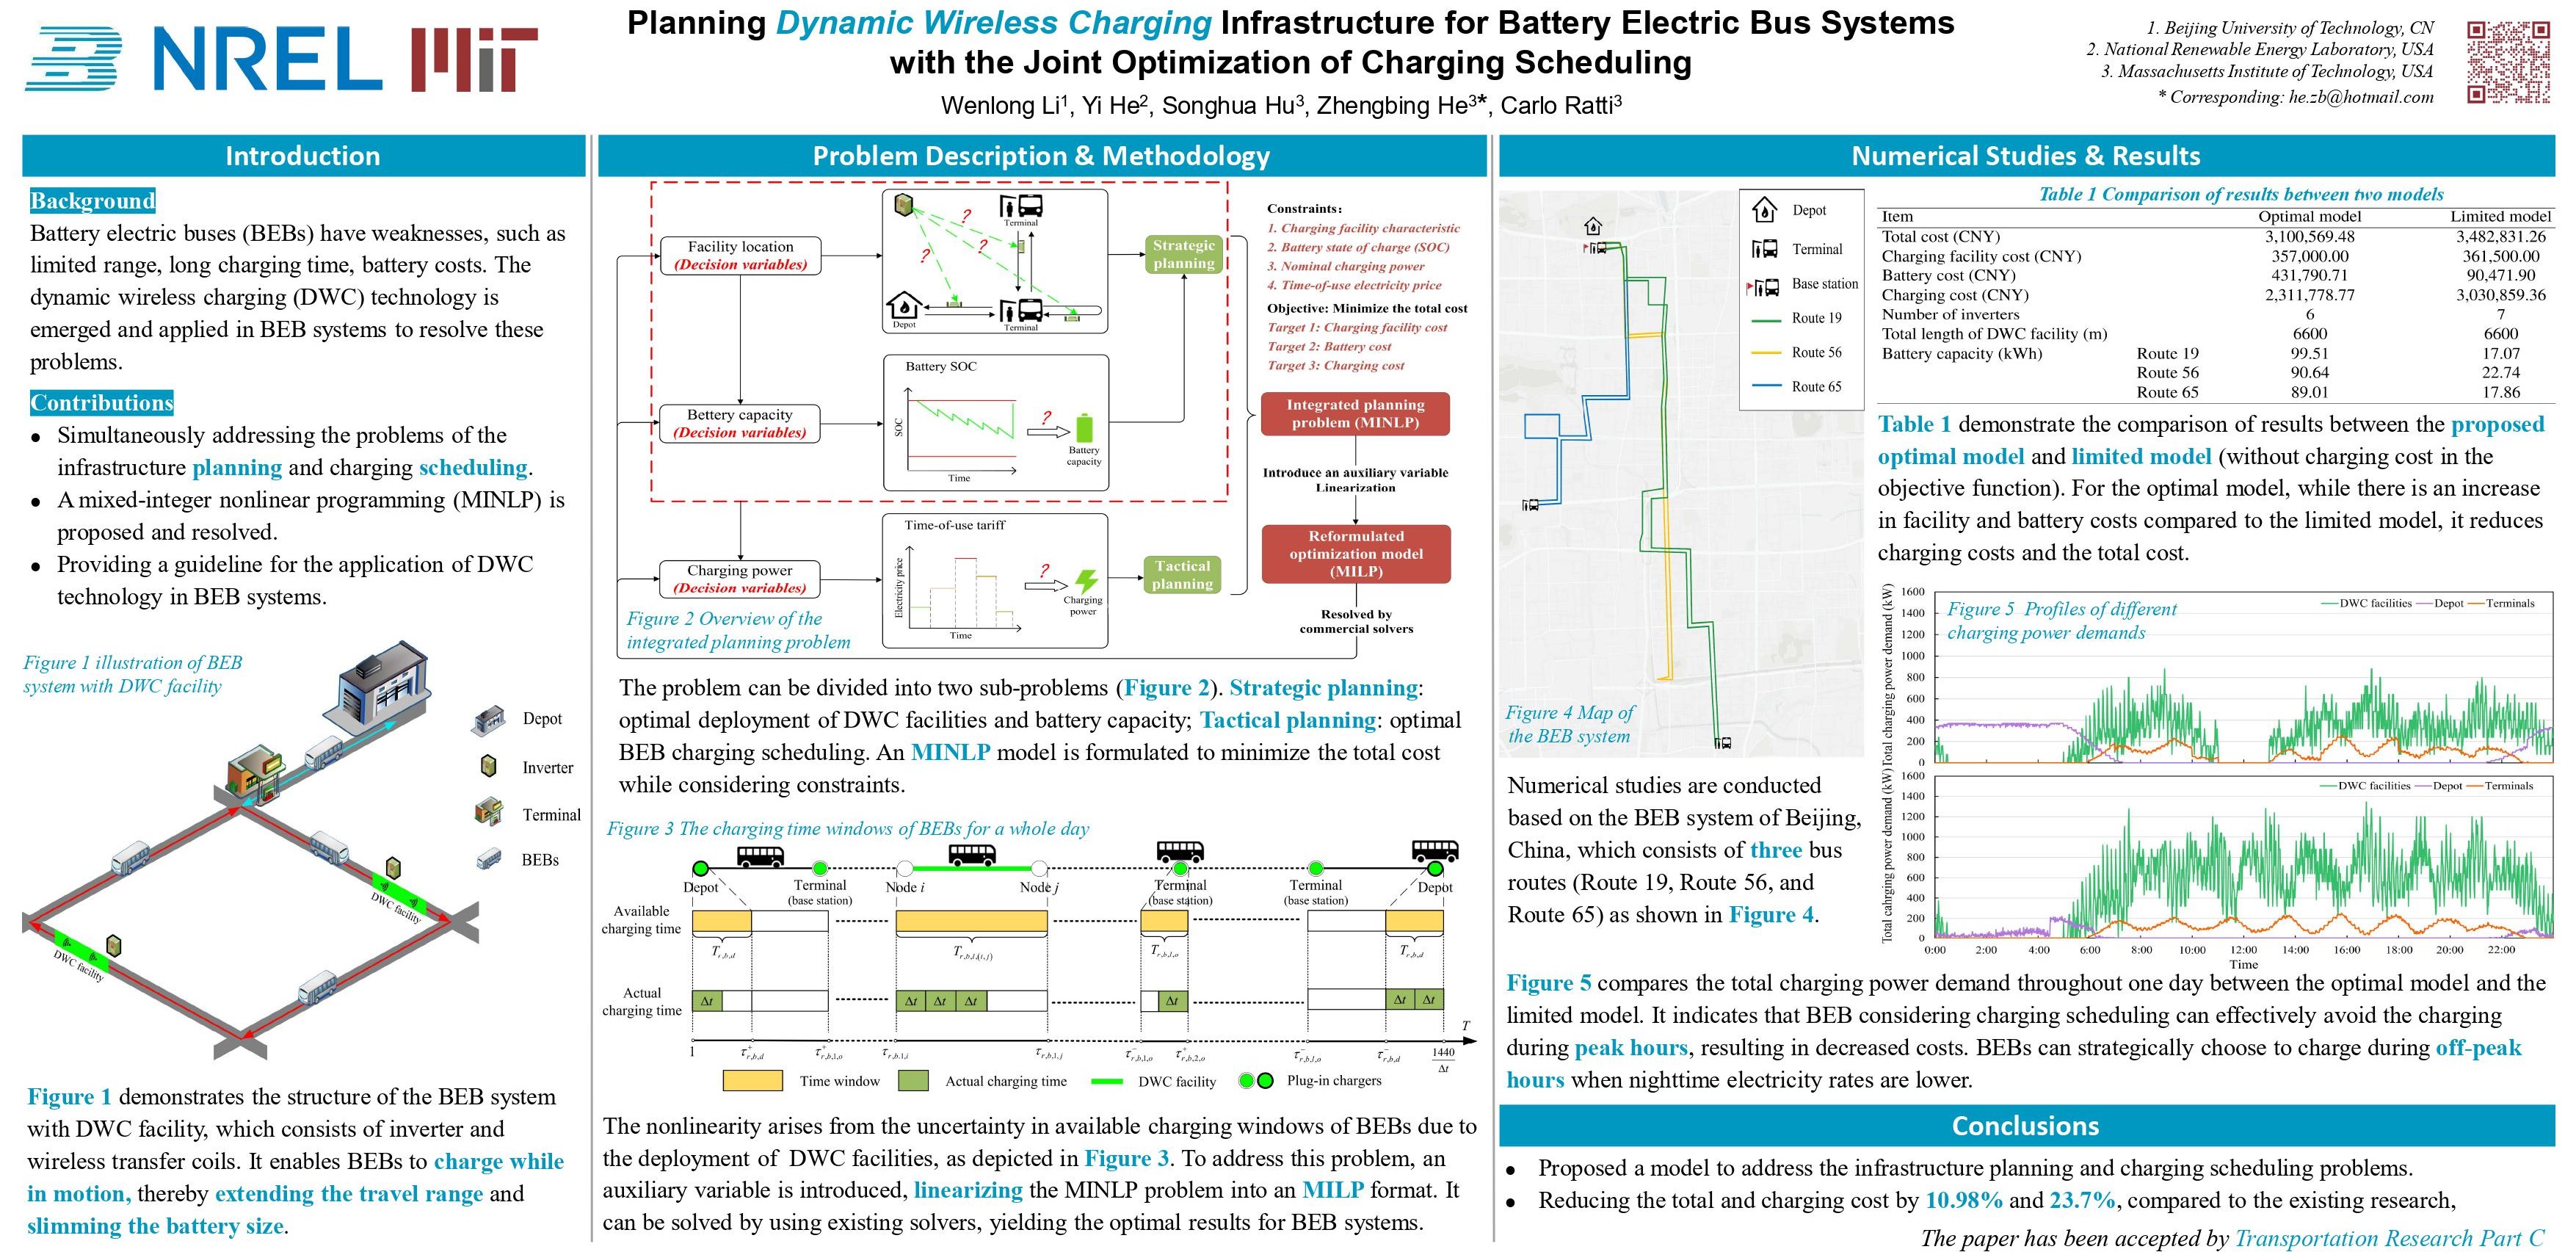 NREL MIT
Planning Dynamic Wireless Charging Infrastructure for Battery Electric Bus Systems
with the Joint Optimization of Charging Scheduling
Wenlong Li1, Yi He2, Songhua Hu3, Zhengbing He3*, Carlo Ratti3
1. Beijing University of Technology, CN
2. National Renewable Energy Laboratory, USA
3. Massachusetts Institute of Technology, USA
* Corresponding: he.zb@hotmail.com
Introduction
Background
Battery electric buses (BEBs) have weaknesses, such as
limited range, long charging time, battery costs. The
dynamic wireless charging (DWC) technology is
emerged and applied in BEB systems to resolve these
problems.
Contributions
• Simultaneously addressing the problems of the
infrastructure planning and charging scheduling.
• A mixed-integer nonlinear programming (MINLP) is
proposed and resolved.
• Providing a guideline for the application of DWC
technology in BEB systems.
Figure 1 illustration of BEB
system with DWC facility
Depot
Inverter
Terminal
BEBs
DWC facility
DWC facility
Figure 1 demonstrates the structure of the BEB system
with DWC facility, which consists of inverter and
wireless transfer coils. It enables BEBs to charge while
in motion, thereby extending the travel range and
slimming the battery size.
Problem Description & Methodology
Facility location
(Decision variables)
? ? ?
Terminal
Depot
Terminal
Strategic
planning
Bettery capacity
(Decision variables)
Battery SOC
SOC
Time
?
Battery
capacity
Charging power
(Decision variables)
Time-of-use tariff
Electricity price
Time
?
Charging
power
Tactical
planning
Constraints:
1. Charging facility characteristic
2. Battery state of charge (SOC)
3. Nominal charging power
4. Time-of-use electricity price
Objective: Minimize the total cost
Target 1: Charging facility cost
Target 2: Battery cost
Target 3: Charging cost
Integrated planning
problem (MINLP)
Introduce an auxiliary variable
Linearization
Reformulated
optimization model
(MILP)
Resolved by
commercial solvers
Figure 2 Overview of the
integrated planning problem
The problem can be divided into two sub-problems (Figure 2). Strategic planning:
optimal deployment of DWC facilities and battery capacity; Tactical planning: optimal
BEB charging scheduling. An MINLP model is formulated to minimize the total cost
while considering constraints.
Figure 3 The charging time windows of BEBs for a whole day
Depot Terminal Node i Node j Terminal Terminal Depot
(base station) (base station) (base station)
Available
charging time
T r,b,d T r,b,l,(i,j) T r,b,l,o T r,b,d
Actual
charging time
Δt Δt Δt Δt Δt Δt Δt
T
1 τ+ r,b,d τ+ r,b,1,o τ r,b,1,i τ r,b,1,j τ- r,b,1,o τ+ r,b,2,o τ- r,b,l,o τ- r,b,d 1440/Δt
Time window Actual charging time DWC facility Plug-in chargers
The nonlinearity arises from the uncertainty in available charging windows of BEBs due to
the deployment of DWC facilities, as depicted in Figure 3. To address this problem, an
auxiliary variable is introduced, linearizing the MINLP problem into an MILP format. It
can be solved by using existing solvers, yielding the optimal results for BEB systems.
Numerical Studies & Results
Depot
Terminal
Base station
Route 19
Route 56
Route 65
Figure 4 Map of
the BEB system
Numerical studies are conducted
based on the BEB system of Beijing,
China, which consists of three bus
routes (Route 19, Route 56, and
Route 65) as shown in Figure 4.
Table 1 Comparison of results between two models
Item Optimal model Limited model
Total cost (CNY) 3,100,569.48 3,482,831.26
Charging facility cost (CNY) 357,000.00 361,500.00
Battery cost (CNY) 431,790.71 90,471.90
Charging cost (CNY) 2,311,778.77 3,030,859.36
Number of inverters 6 7
Total length of DWC facility (m) 6600 6600
Battery capacity (kWh) Route 19 99.51 17.07
Route 56 90.64 22.74
Route 65 89.01 17.86
Table 1 demonstrate the comparison of results between the proposed
optimal model and limited model (without charging cost in the
objective function). For the optimal model, while there is an increase
in facility and battery costs compared to the limited model, it reduces
charging costs and the total cost.
Figure 5 Profiles of different
charging power demands
DWC facilities Depot Terminals
Total charging power demand (kW)
1600
1400
1200
1000
800
600
400
200
0
DWC facilities Depot Terminals
Total cahrging power demand (kW)
1600
1400
1200
1000
800
600
400
200
0
0:00 2:00 4:00 6:00 8:00 10:00 12:00 14:00 16:00 18:00 20:00 22:00
Time
Figure 5 compares the total charging power demand throughout one day between the optimal model and the
limited model. It indicates that BEB considering charging scheduling can effectively avoid the charging
during peak hours, resulting in decreased costs. BEBs can strategically choose to charge during off-peak
hours when nighttime electricity rates are lower.
Conclusions
• Proposed a model to address the infrastructure planning and charging scheduling problems.
• Reducing the total and charging cost by 10.98% and 23.7%, compared to the existing research,
The paper has been accepted by Transportation Research Part C